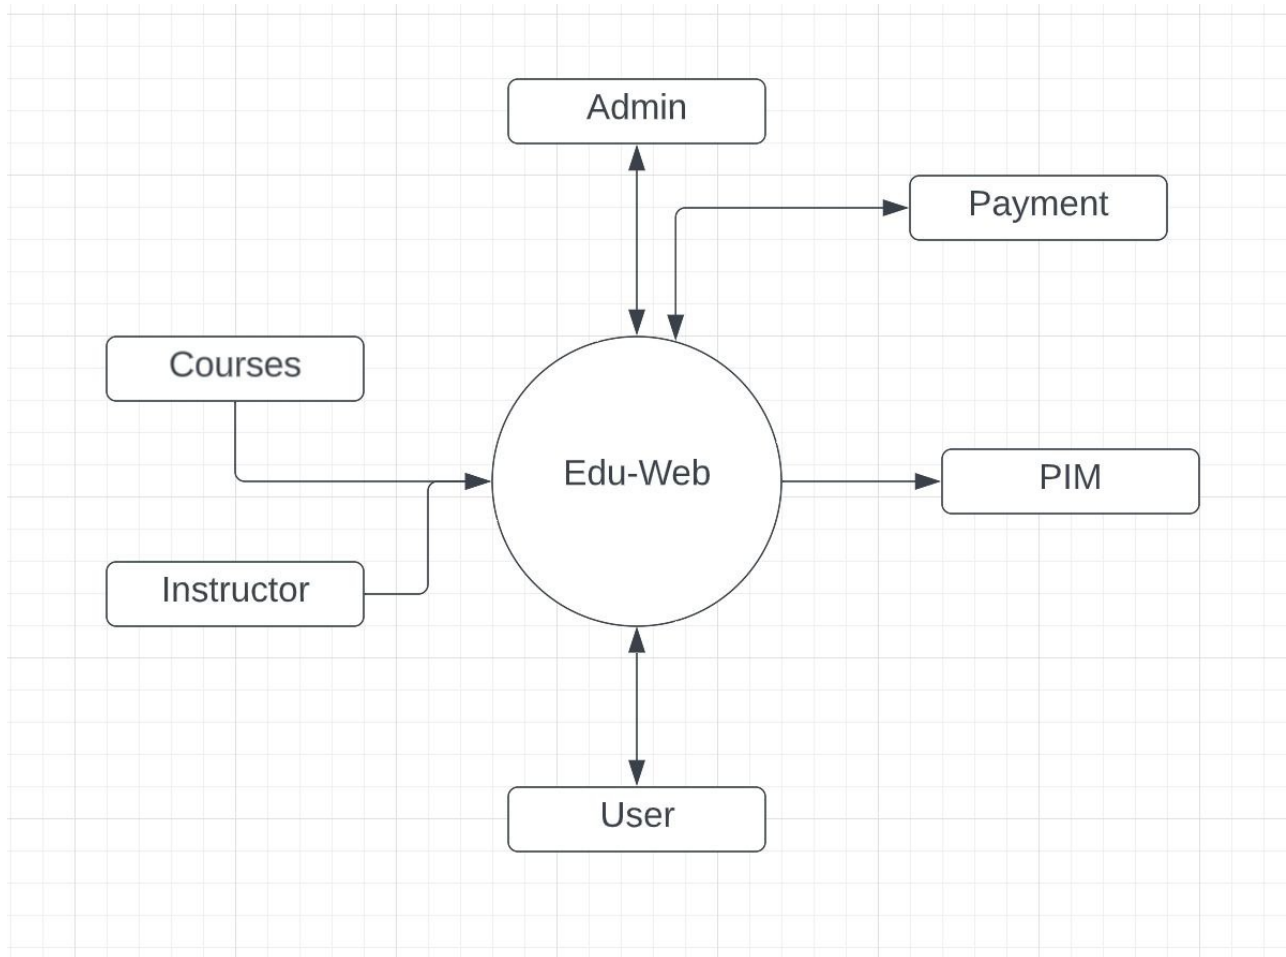 Admin
Payment
Courses
Edu-Web
PIM
Instructor
User